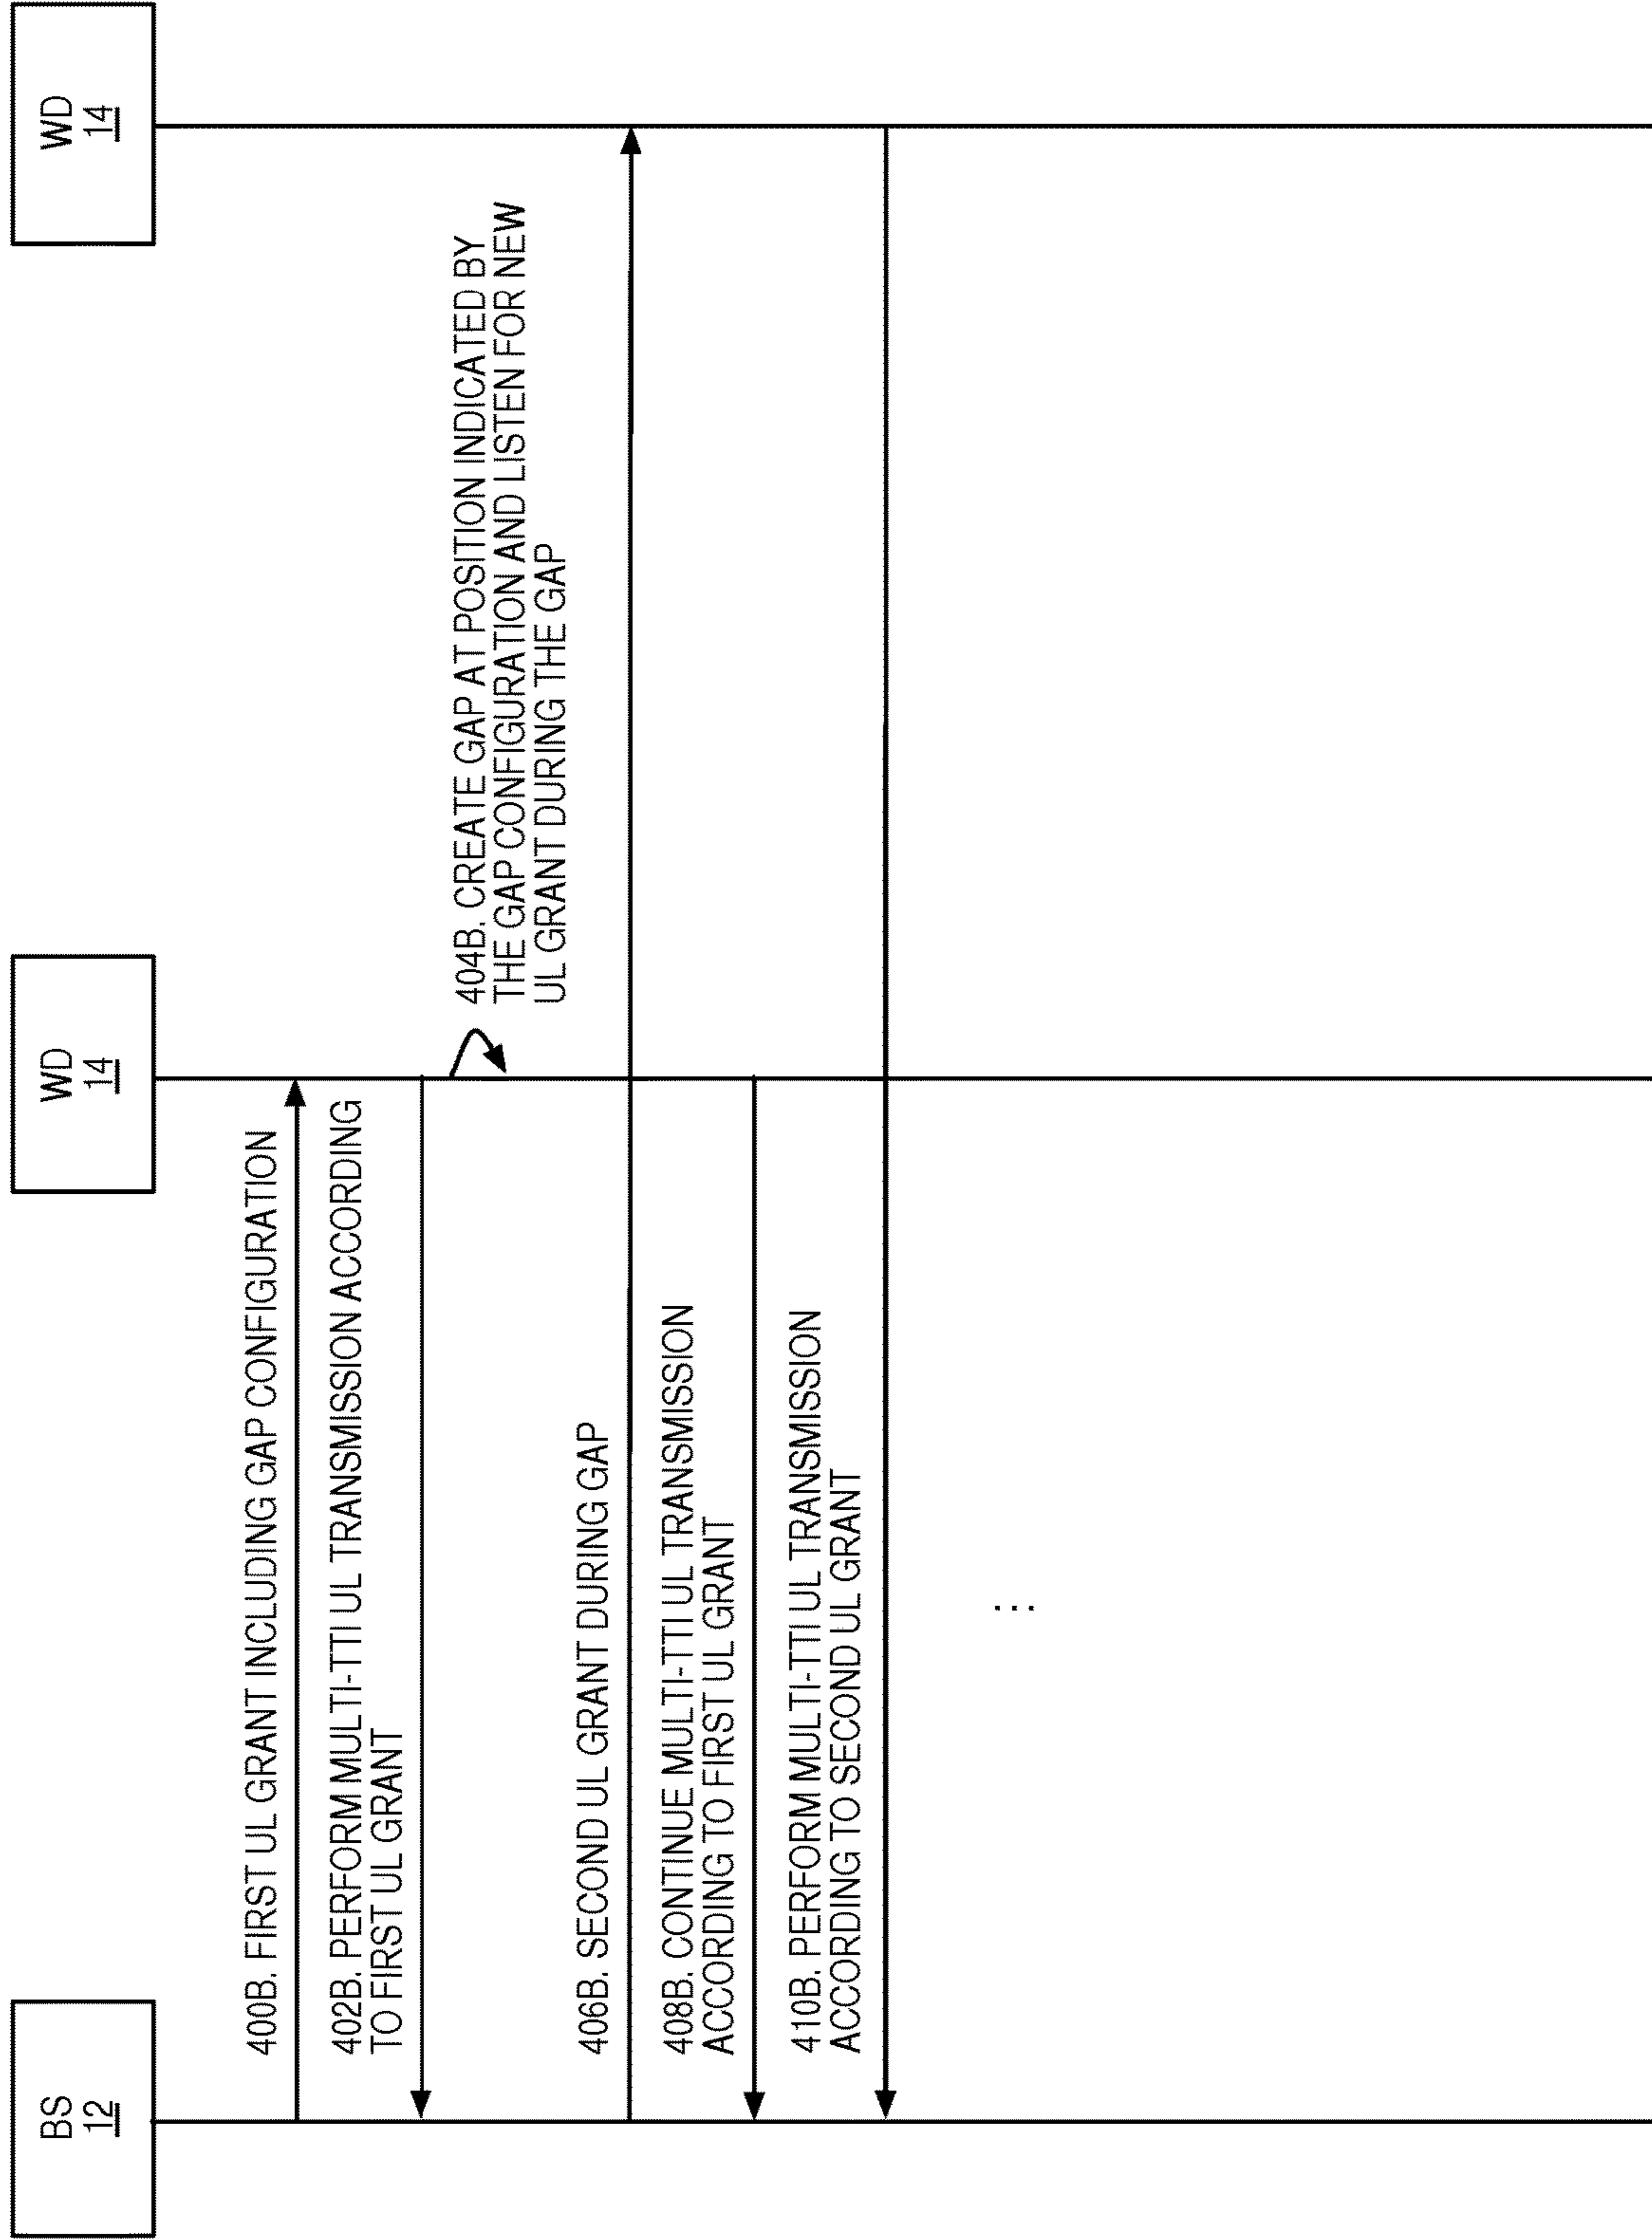 BS
12
WD
14
WD
14
400B. FIRST UL GRANT INCLUDING GAP CONFIGURATION
402B. PERFORM MULTI-TTI UL TRANSMISSION ACCORDING
TO FIRST UL GRANT
404B. CREATE GAP AT POSITION INDICATED BY
THE GAP CONFIGURATION AND LISTEN FOR NEW
UL GRANT DURING THE GAP
406B. SECOND UL GRANT DURING GAP
408B. CONTINUE MULTI-TTI UL TRANSMISSION
ACCORDING TO FIRST UL GRANT
410B. PERFORM MULTI-TTI UL TRANSMISSION
ACCORDING TO SECOND UL GRANT
...